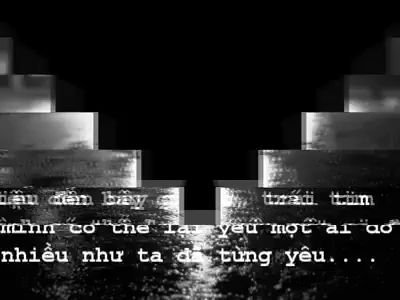 đến bây trái tim
mình có thể lại yêu một ai đó
nhiều như ta đã từng yêu....